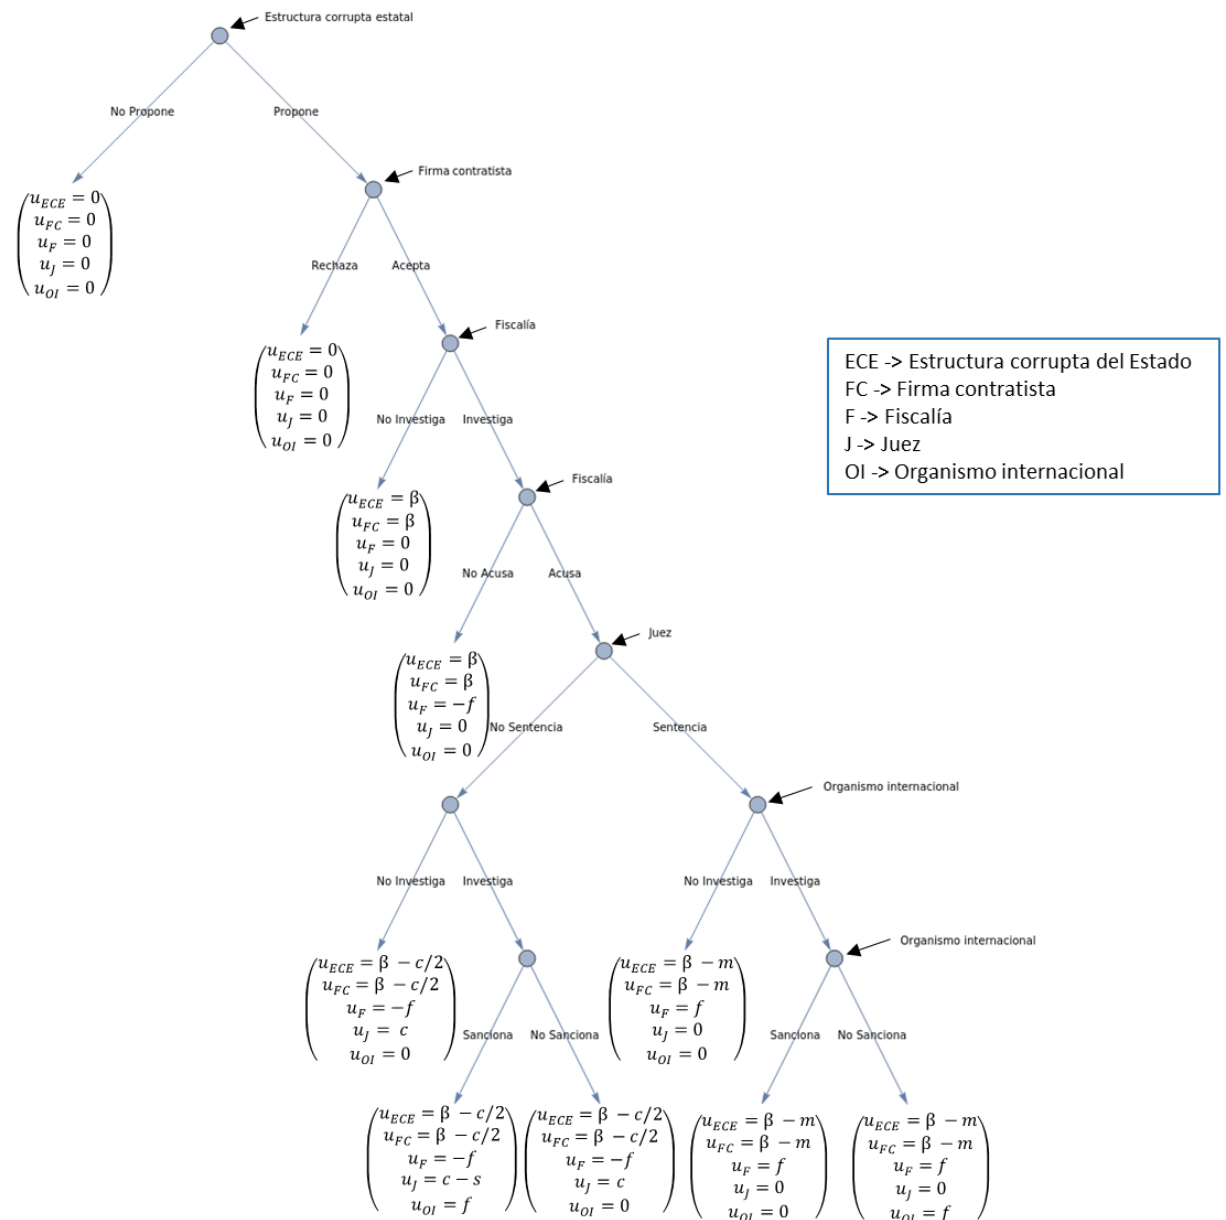 Estructura corrupta estatal
No Propone
Propone
Firma contratista
u_ECE = 0
u_FC = 0
u_F = 0
u_J = 0
u_OI = 0
Rechaza
Acepta
Fiscalía
u_ECE = 0
u_FC = 0
u_F = 0
u_J = 0
u_OI = 0
ECE -> Estructura corrupta del Estado
FC -> Firma contratista
F -> Fiscalía
J -> Juez
OI -> Organismo internacional
No Investiga
Investiga
Fiscalía
u_ECE = β
u_FC = β
u_F = 0
u_J = 0
u_OI = 0
No Acusa
Acusa
Juez
u_ECE = β
u_FC = β
u_F = −f
u_J = 0
u_OI = 0
No Sentencia
Sentencia
Organismo internacional
No Investiga
Investiga
No Investiga
Investiga
Organismo internacional
u_ECE = β − c/2
u_FC = β − c/2
u_F = −f
u_J = c
u_OI = 0
u_ECE = β − m
u_FC = β − m
u_F = f
u_J = 0
u_OI = 0
Sanciona
No Sanciona
Sanciona
No Sanciona
u_ECE = β − c/2
u_FC = β − c/2
u_F = −f
u_J = c − s
u_OI = f
u_ECE = β − c/2
u_FC = β − c/2
u_F = −f
u_J = c
u_OI = 0
u_ECE = β − m
u_FC = β − m
u_F = f
u_J = 0
u_OI = 0
u_ECE = β − m
u_FC = β − m
u_F = f
u_J = 0
u_OI = f